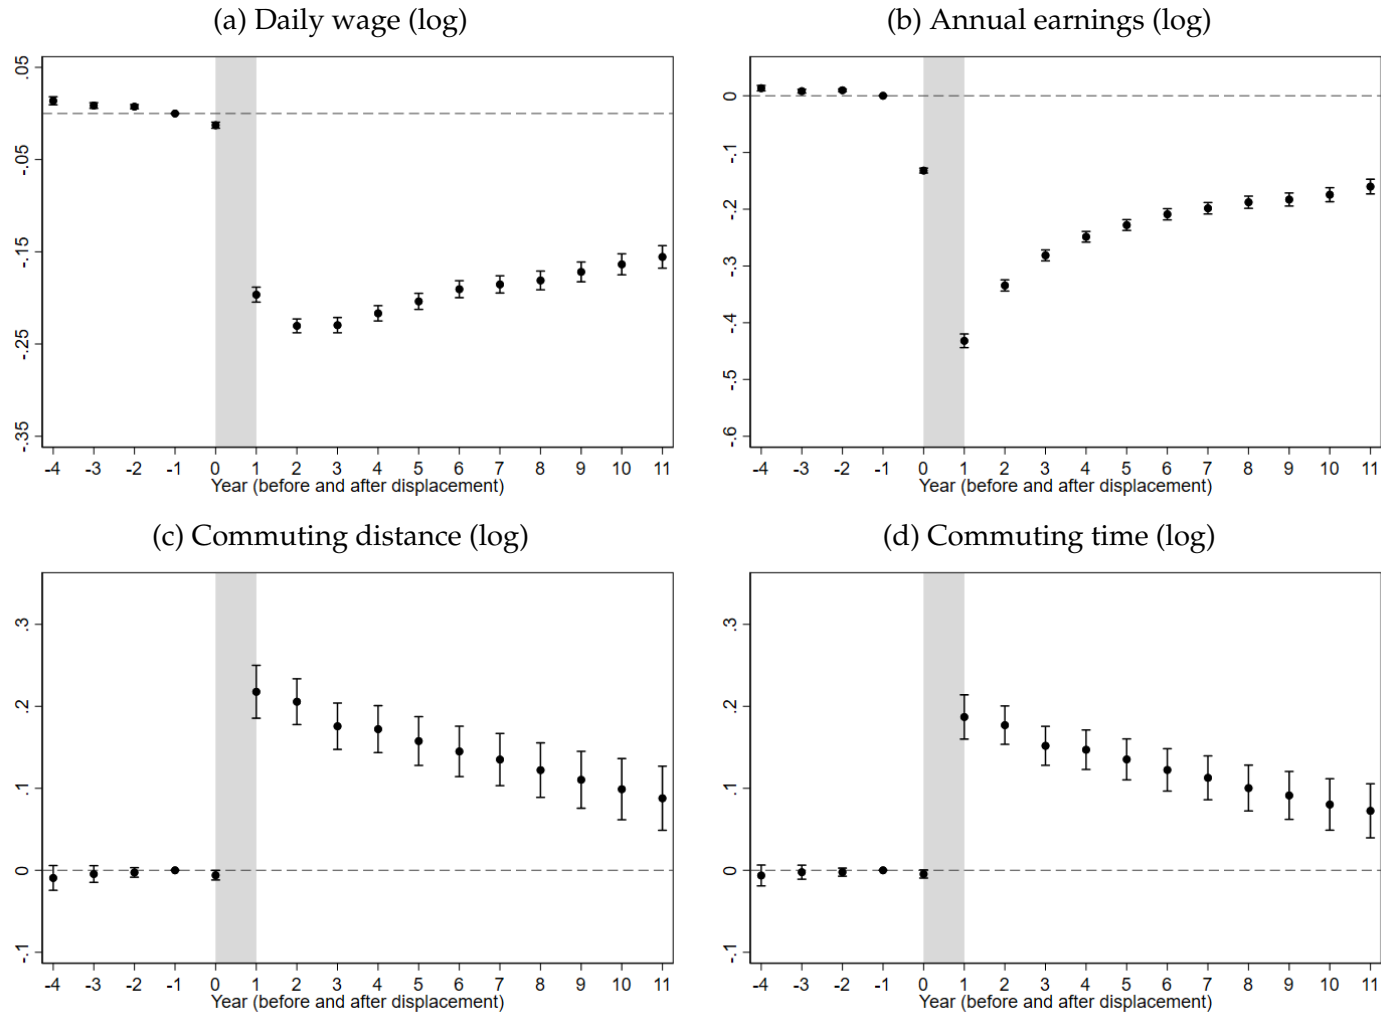 (a) Daily wage (log)
.05
0
-.05
-.15
-.25
-.35
-4 -3 -2 -1 0 1 2 3 4 5 6 7 8 9 10 11
Year (before and after displacement)
(b) Annual earnings (log)
0
-.1
-.2
-.3
-.4
-.5
-.6
-4 -3 -2 -1 0 1 2 3 4 5 6 7 8 9 10 11
Year (before and after displacement)
(c) Commuting distance (log)
.3
.2
.1
0
-.1
-4 -3 -2 -1 0 1 2 3 4 5 6 7 8 9 10 11
Year (before and after displacement)
(d) Commuting time (log)
.3
.2
.1
0
-.1
-4 -3 -2 -1 0 1 2 3 4 5 6 7 8 9 10 11
Year (before and after displacement)